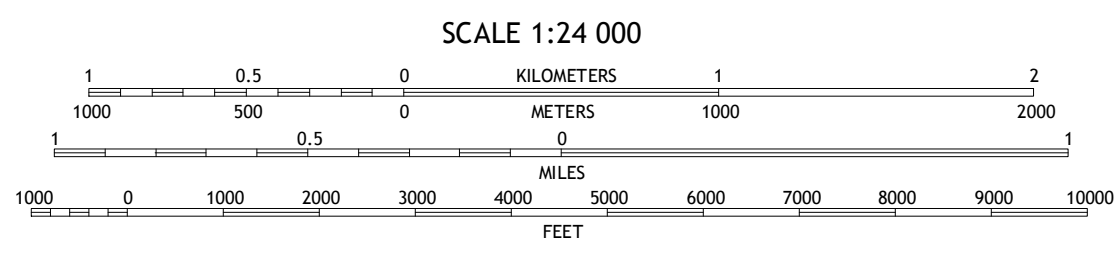 SCALE 1:24 000
1 0.5 0 KILOMETERS 1 2
1000 500 0 METERS 1000 2000
1 0.5 0 1
MILES
1000 0 1000 2000 3000 4000 5000 6000 7000 8000 9000 10000
FEET